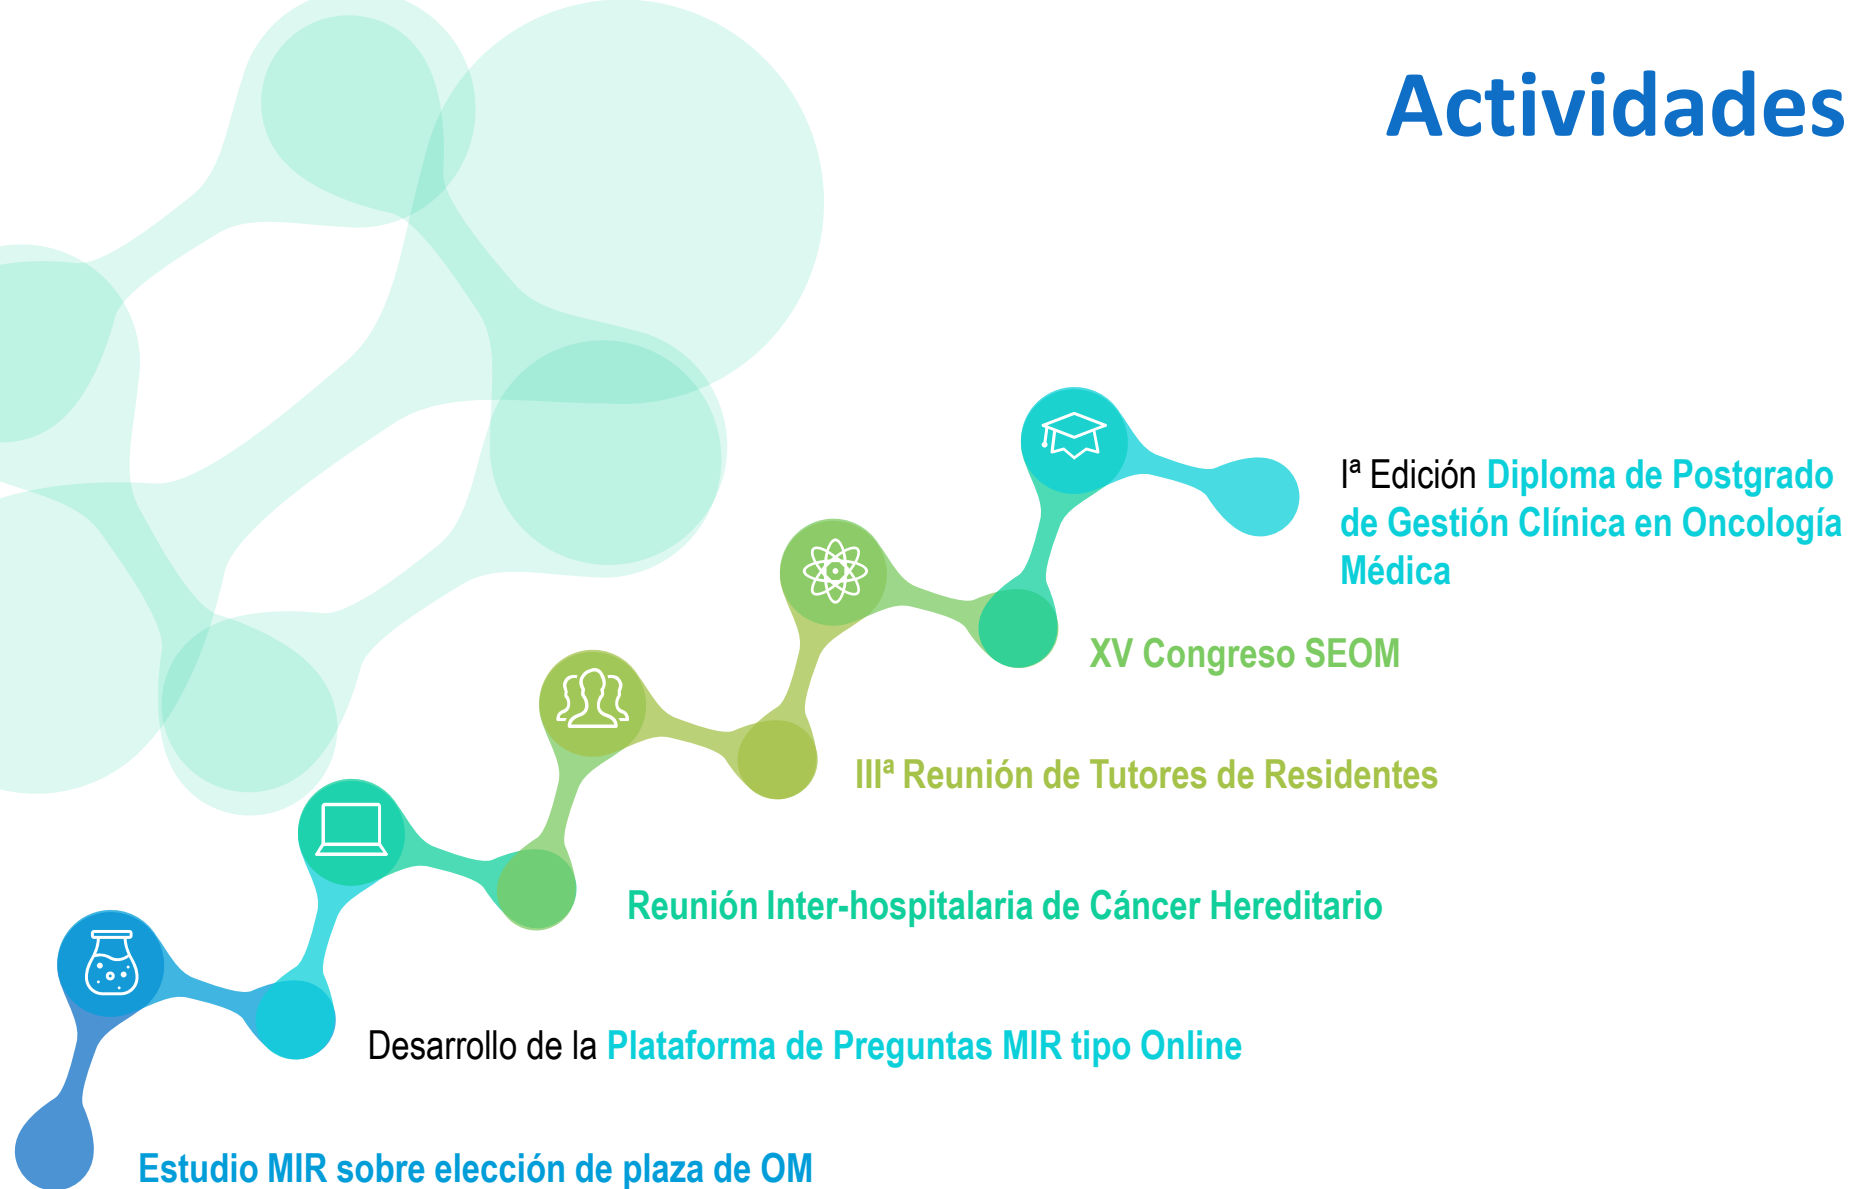 Actividades
Iª Edición Diploma de Postgrado
de Gestión Clínica en Oncología
Médica
XV Congreso SEOM
IIIª Reunión de Tutores de Residentes
Reunión Inter-hospitalaria de Cáncer Hereditario
Desarrollo de la Plataforma de Preguntas MIR tipo Online
Estudio MIR sobre elección de plaza de OM